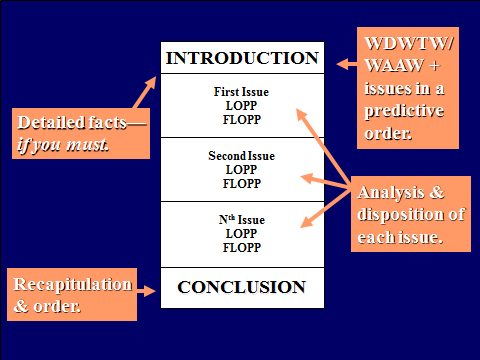 INTRODUCTION
WDWTW/
WAAW +
issues in a
predictive
order.
Detailed facts—
if you must.
First Issue
LOPP
FLOPP
Second Issue
LOPP
FLOPP
Nth Issue
LOPP
FLOPP
Analysis &
disposition of
each issue.
Recapitulation
& order.
CONCLUSION